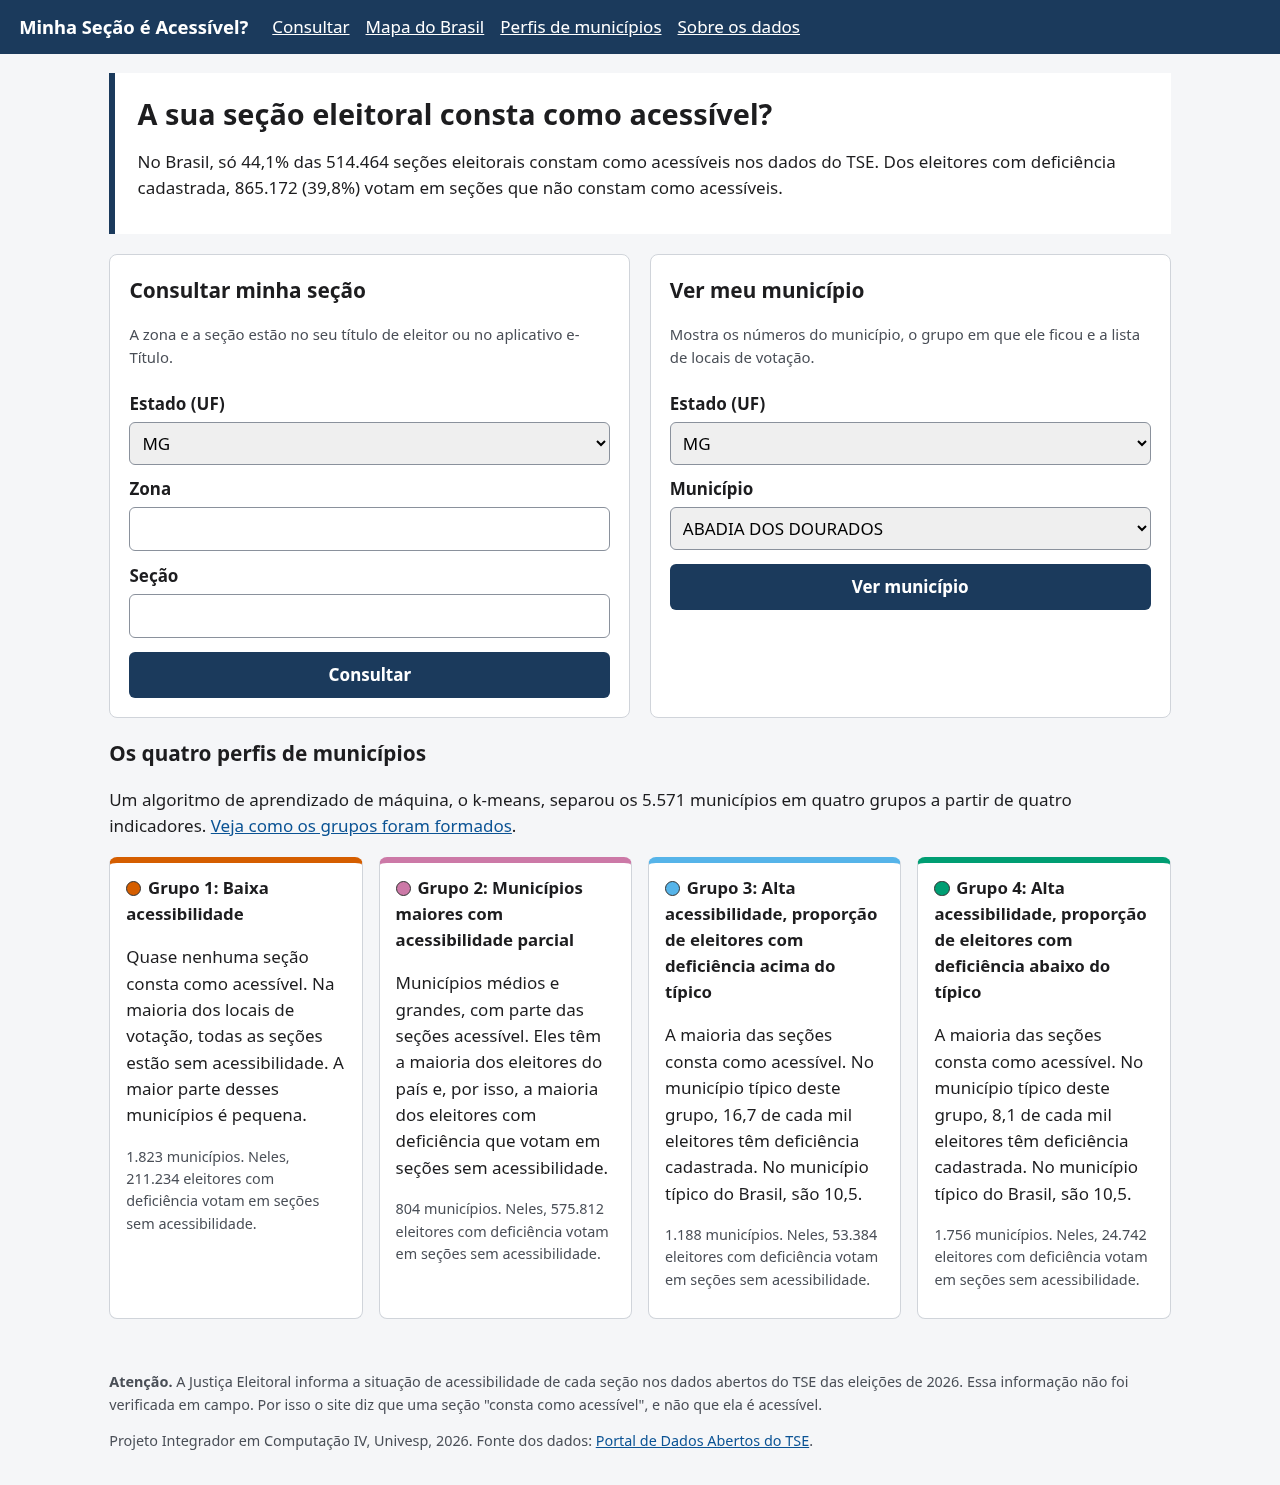 Minha Seção é Acessível? Consultar Mapa do Brasil Perfis de municípios Sobre os dados
A sua seção eleitoral consta como acessível?
No Brasil, só 44,1% das 514.464 seções eleitorais constam como acessíveis nos dados do TSE. Dos eleitores com deficiência
cadastrada, 865.172 (39,8%) votam em seções que não constam como acessíveis.
Consultar minha seção
A zona e a seção estão no seu título de eleitor ou no aplicativo e-
Título.
Estado (UF)
MG
Zona
Seção
Consultar
Ver meu município
Mostra os números do município, o grupo em que ele ficou e a lista
de locais de votação.
Estado (UF)
MG
Município
ABADIA DOS DOURADOS
Ver município
Os quatro perfis de municípios
Um algoritmo de aprendizado de máquina, o k-means, separou os 5.571 municípios em quatro grupos a partir de quatro
indicadores. Veja como os grupos foram formados.
Grupo 1: Baixa
acessibilidade
Quase nenhuma seção
consta como acessível. Na
maioria dos locais de
votação, todas as seções
estão sem acessibilidade. A
maior parte desses
municípios é pequena.
1.823 municípios. Neles,
211.234 eleitores com
deficiência votam em seções
sem acessibilidade.
Grupo 2: Municípios
maiores com
acessibilidade parcial
Municípios médios e
grandes, com parte das
seções acessível. Eles têm
a maioria dos eleitores do
país e, por isso, a maioria
dos eleitores com
deficiência que votam em
seções sem acessibilidade.
804 municípios. Neles, 575.812
eleitores com deficiência votam
em seções sem acessibilidade.
Grupo 3: Alta
acessibilidade, proporção
de eleitores com
deficiência acima do
típico
A maioria das seções
consta como acessível. No
município típico deste
grupo, 16,7 de cada mil
eleitores têm deficiência
cadastrada. No município
típico do Brasil, são 10,5.
1.188 municípios. Neles, 53.384
eleitores com deficiência votam
em seções sem acessibilidade.
Grupo 4: Alta
acessibilidade, proporção
de eleitores com
deficiência abaixo do
típico
A maioria das seções
consta como acessível. No
município típico deste
grupo, 8,1 de cada mil
eleitores têm deficiência
cadastrada. No município
típico do Brasil, são 10,5.
1.756 municípios. Neles, 24.742
eleitores com deficiência votam
em seções sem acessibilidade.
Atenção. A Justiça Eleitoral informa a situação de acessibilidade de cada seção nos dados abertos do TSE das eleições de 2026. Essa informação não foi
verificada em campo. Por isso o site diz que uma seção "consta como acessível", e não que ela é acessível.
Projeto Integrador em Computação IV, Univesp, 2026. Fonte dos dados: Portal de Dados Abertos do TSE.